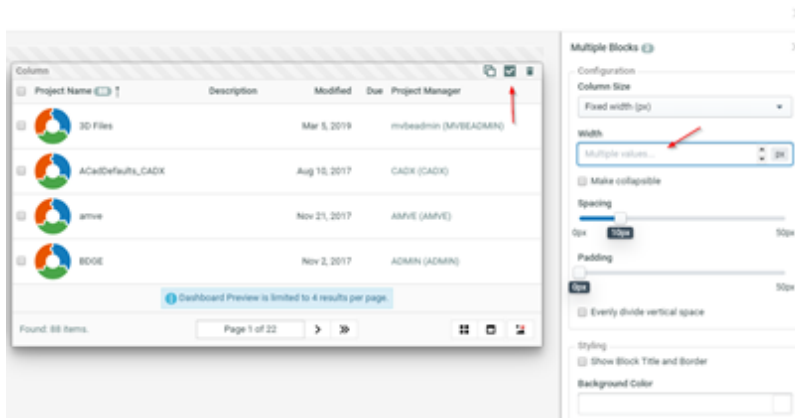 Multiple Blocks
Column
Configuration
Column Size
Fixed width (px)
Width
Multiple values...
px
Make collapsible
Spacing
0px 10px 50px
Padding
0px 50px
Evenly divide vertical space
Styling
Show Block Title and Border
Background Color
Project Name Description Modified Due Project Manager
3D Files Mar 5, 2019 mvbeadmin (MVBEADMIN)
ACadDefaults_CADX Aug 10, 2017 CADX (CADX)
amve Nov 21, 2017 AMVE (AMVE)
BDGE Nov 2, 2017 ADMIN (ADMIN)
Dashboard Preview is limited to 4 results per page.
Found: 88 items. Page 1 of 22